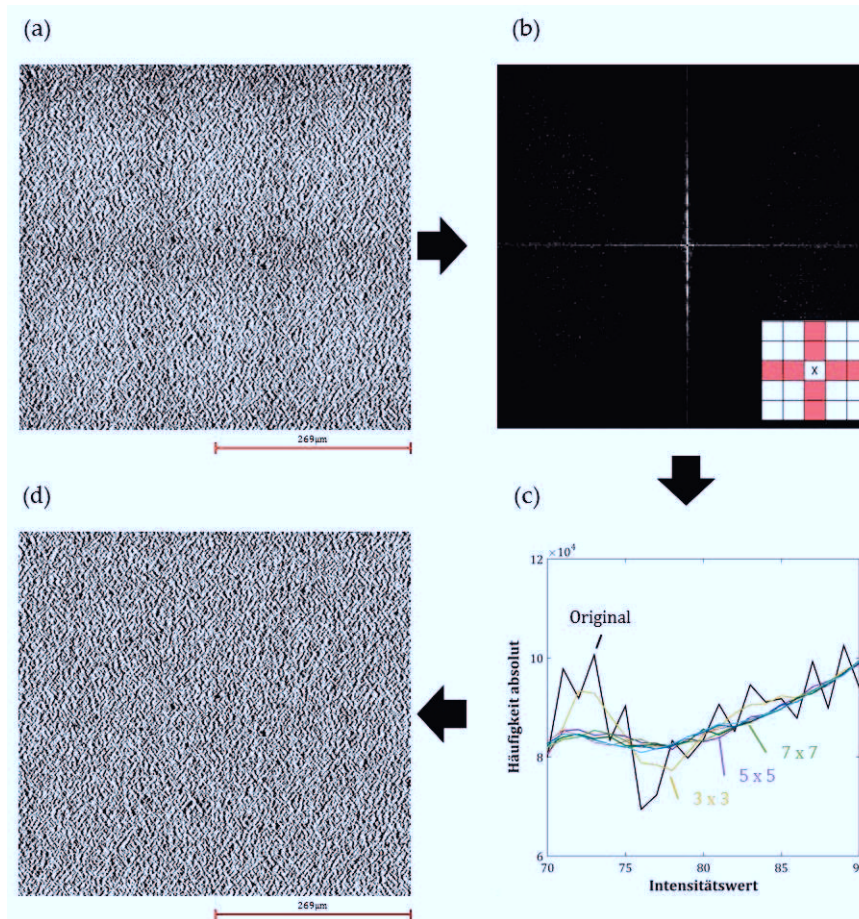 (a)
(b)
269µm
X
(d)
(c)
269µm
×10⁴
12
10
8
6
Original
7 x 7
5 x 5
3 x 3
70
75
80
85
Häufigkeit absolut
Intensitätswert